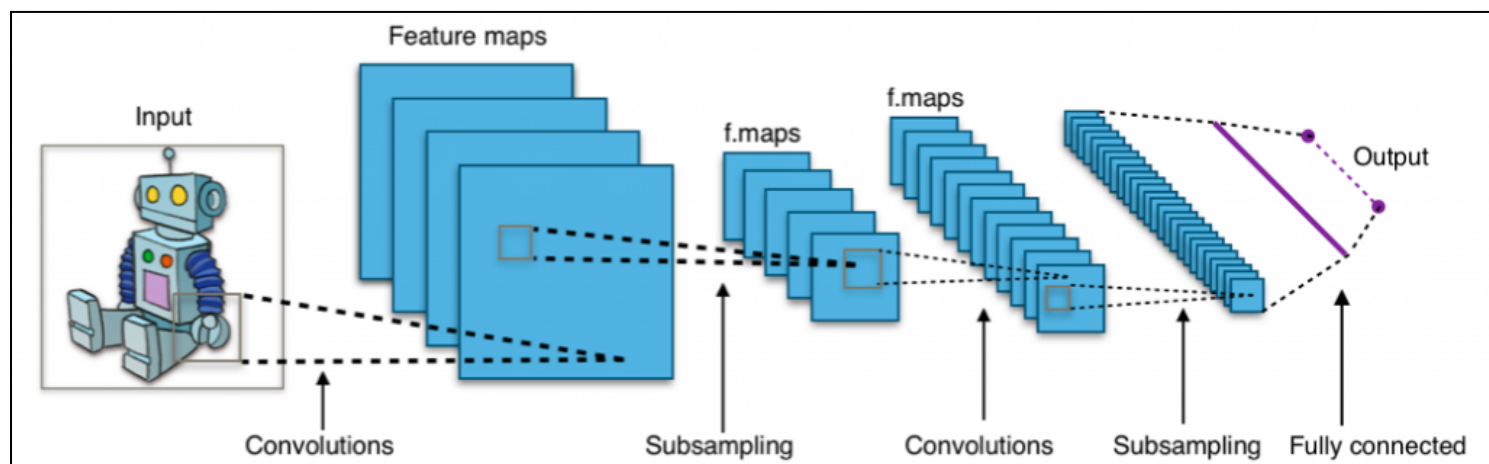 Feature maps
Input
f.maps
f.maps
Output
Convolutions
Subsampling
Convolutions
Subsampling
Fully connected